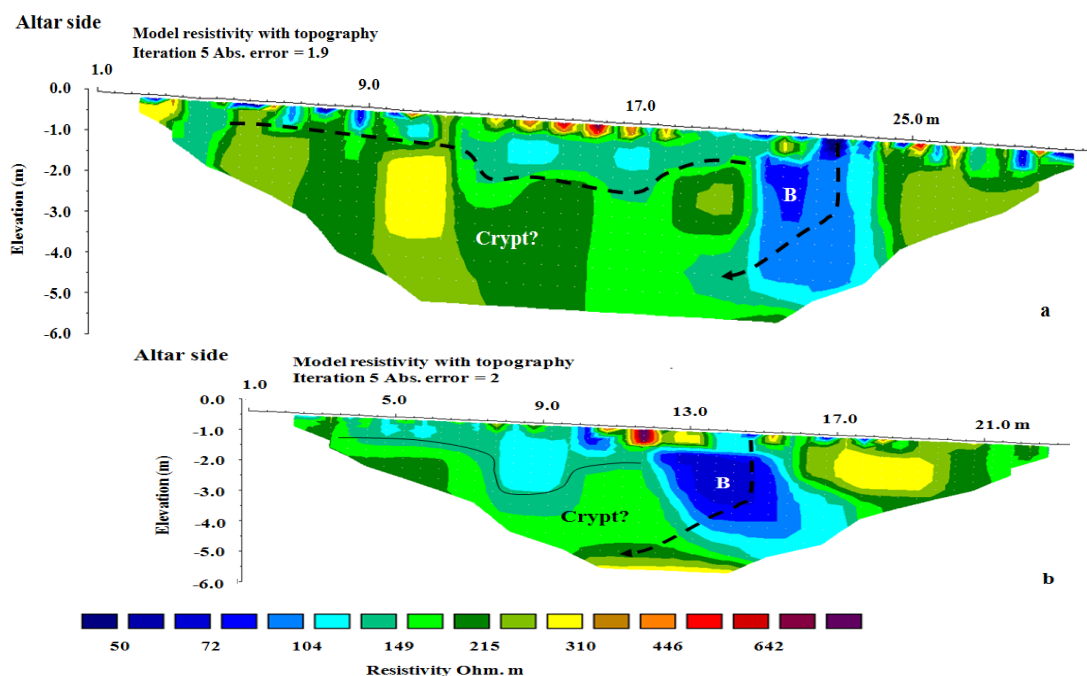 Altar side
Model resistivity with topography
Iteration 5 Abs. error = 1.9
1.0
9.0
17.0
25.0 m
0.0
-1.0
-2.0
-3.0
-4.0
-5.0
-6.0
Elevation (m)
B
Crypt?
a
Altar side
Model resistivity with topography
Iteration 5 Abs. error = 2
1.0
5.0
9.0
13.0
17.0
21.0 m
0.0
-1.0
-2.0
-3.0
-4.0
-5.0
-6.0
Elevation (m)
B
Crypt?
b
50 72 104 149 215 310 446 642
Resistivity Ohm. m